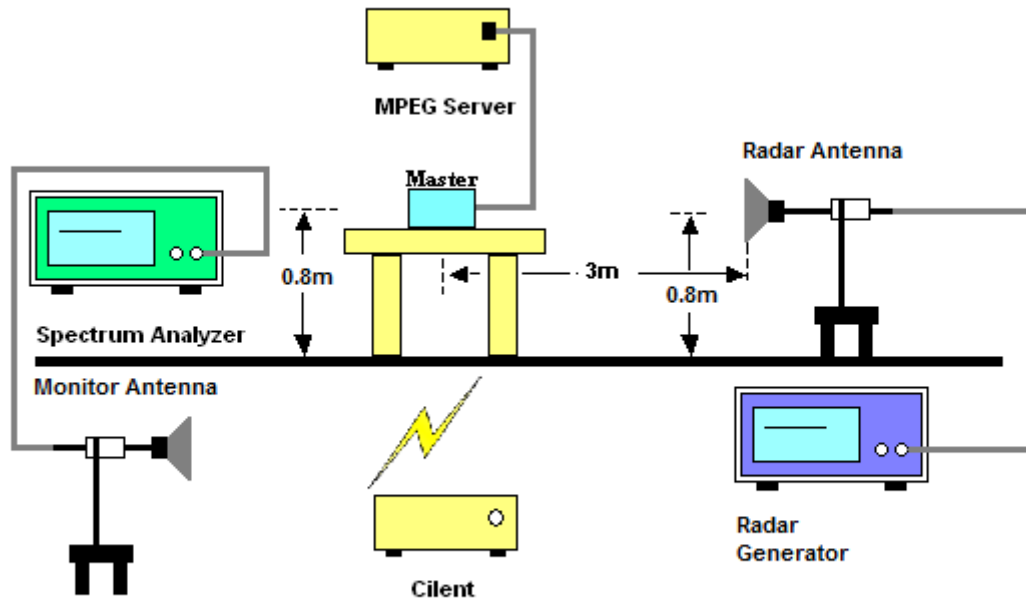 MPEG Server
Radar Antenna
Master
0.8m
3m
0.8m
Spectrum Analyzer
Monitor Antenna
Radar
Generator
Cilent